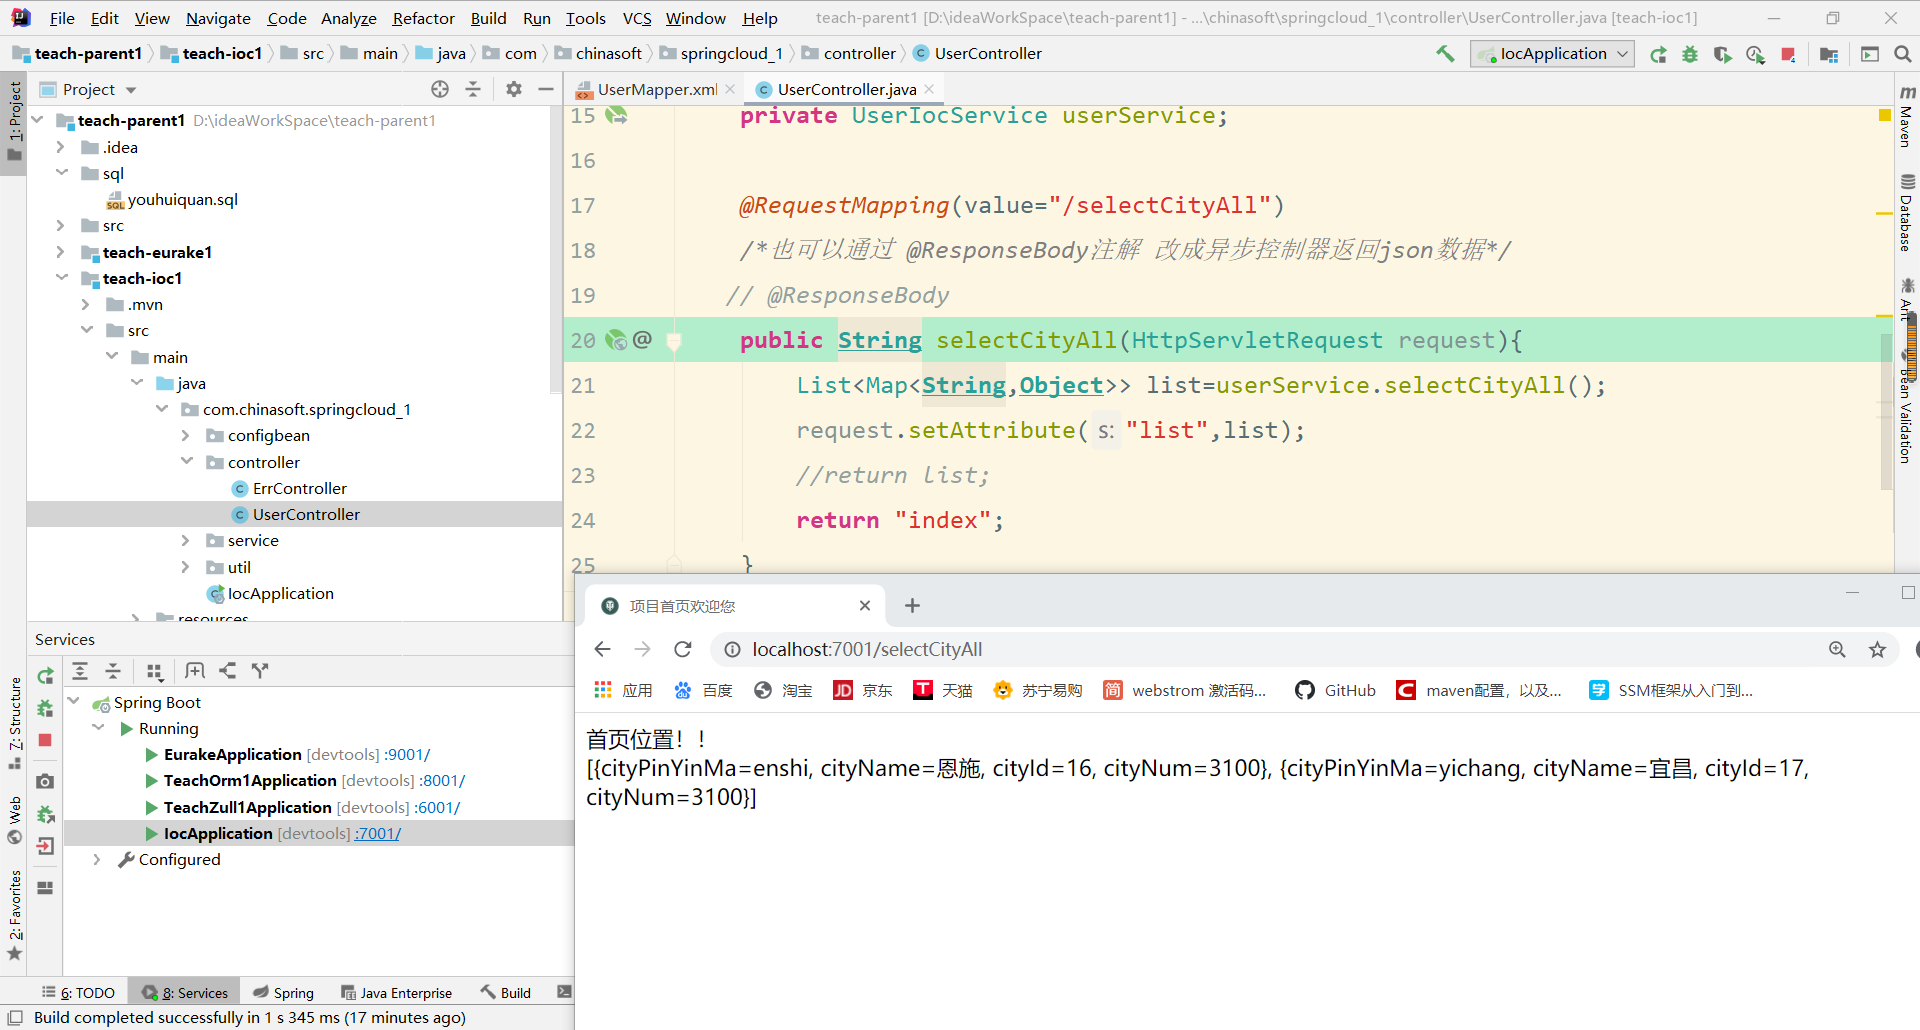 File Edit View Navigate Code Analyze Refactor Build Run Tools VCS Window Help teach-parent1 [D:\ideaWorkSpace\teach-parent1] - ...\chinasoft\springcloud_1\controller\UserController.java [teach-ioc1]
teach-parent1 teach-ioc1 src main java com chinasoft springcloud_1 controller UserController IocApplication
Project
UserMapper.xml UserController.java
1: Project
teach-parent1 D:\ideaWorkSpace\teach-parent1
.idea
sql
youhuiquan.sql
src
teach-eurake1
teach-ioc1
.mvn
src
main
java
com.chinasoft.springcloud_1
configbean
controller
ErrController
UserController
service
util
IocApplication
resources
15 private UserIocService userService;
16
17 @RequestMapping(value="/selectCityAll")
18 /*也可以通过 @ResponseBody注解 改成异步控制器返回json数据*/
19 // @ResponseBody
20 @ public String selectCityAll(HttpServletRequest request){
21 List<Map<String,Object>> list=userService.selectCityAll();
22 request.setAttribute( s: "list",list);
23 //return list;
24 return "index";
25 }
Maven
Database
Ant
Bean Validation
Services
Spring Boot
Running
EurakeApplication [devtools] :9001/
TeachOrm1Application [devtools] :8001/
TeachZull1Application [devtools] :6001/
IocApplication [devtools] :7001/
Configured
7: Structure
Web
2: Favorites
项目首页欢迎您
localhost:7001/selectCityAll
应用 百度 淘宝 JD 京东 T 天猫 苏宁易购 简 webstrom 激活码... GitHub C maven配置，以及... 学 SSM框架从入门到...
首页位置！！
[{cityPinYinMa=enshi, cityName=恩施, cityId=16, cityNum=3100}, {cityPinYinMa=yichang, cityName=宜昌, cityId=17,
cityNum=3100}]
6: TODO 8: Services Spring Java Enterprise Build
Build completed successfully in 1 s 345 ms (17 minutes ago)